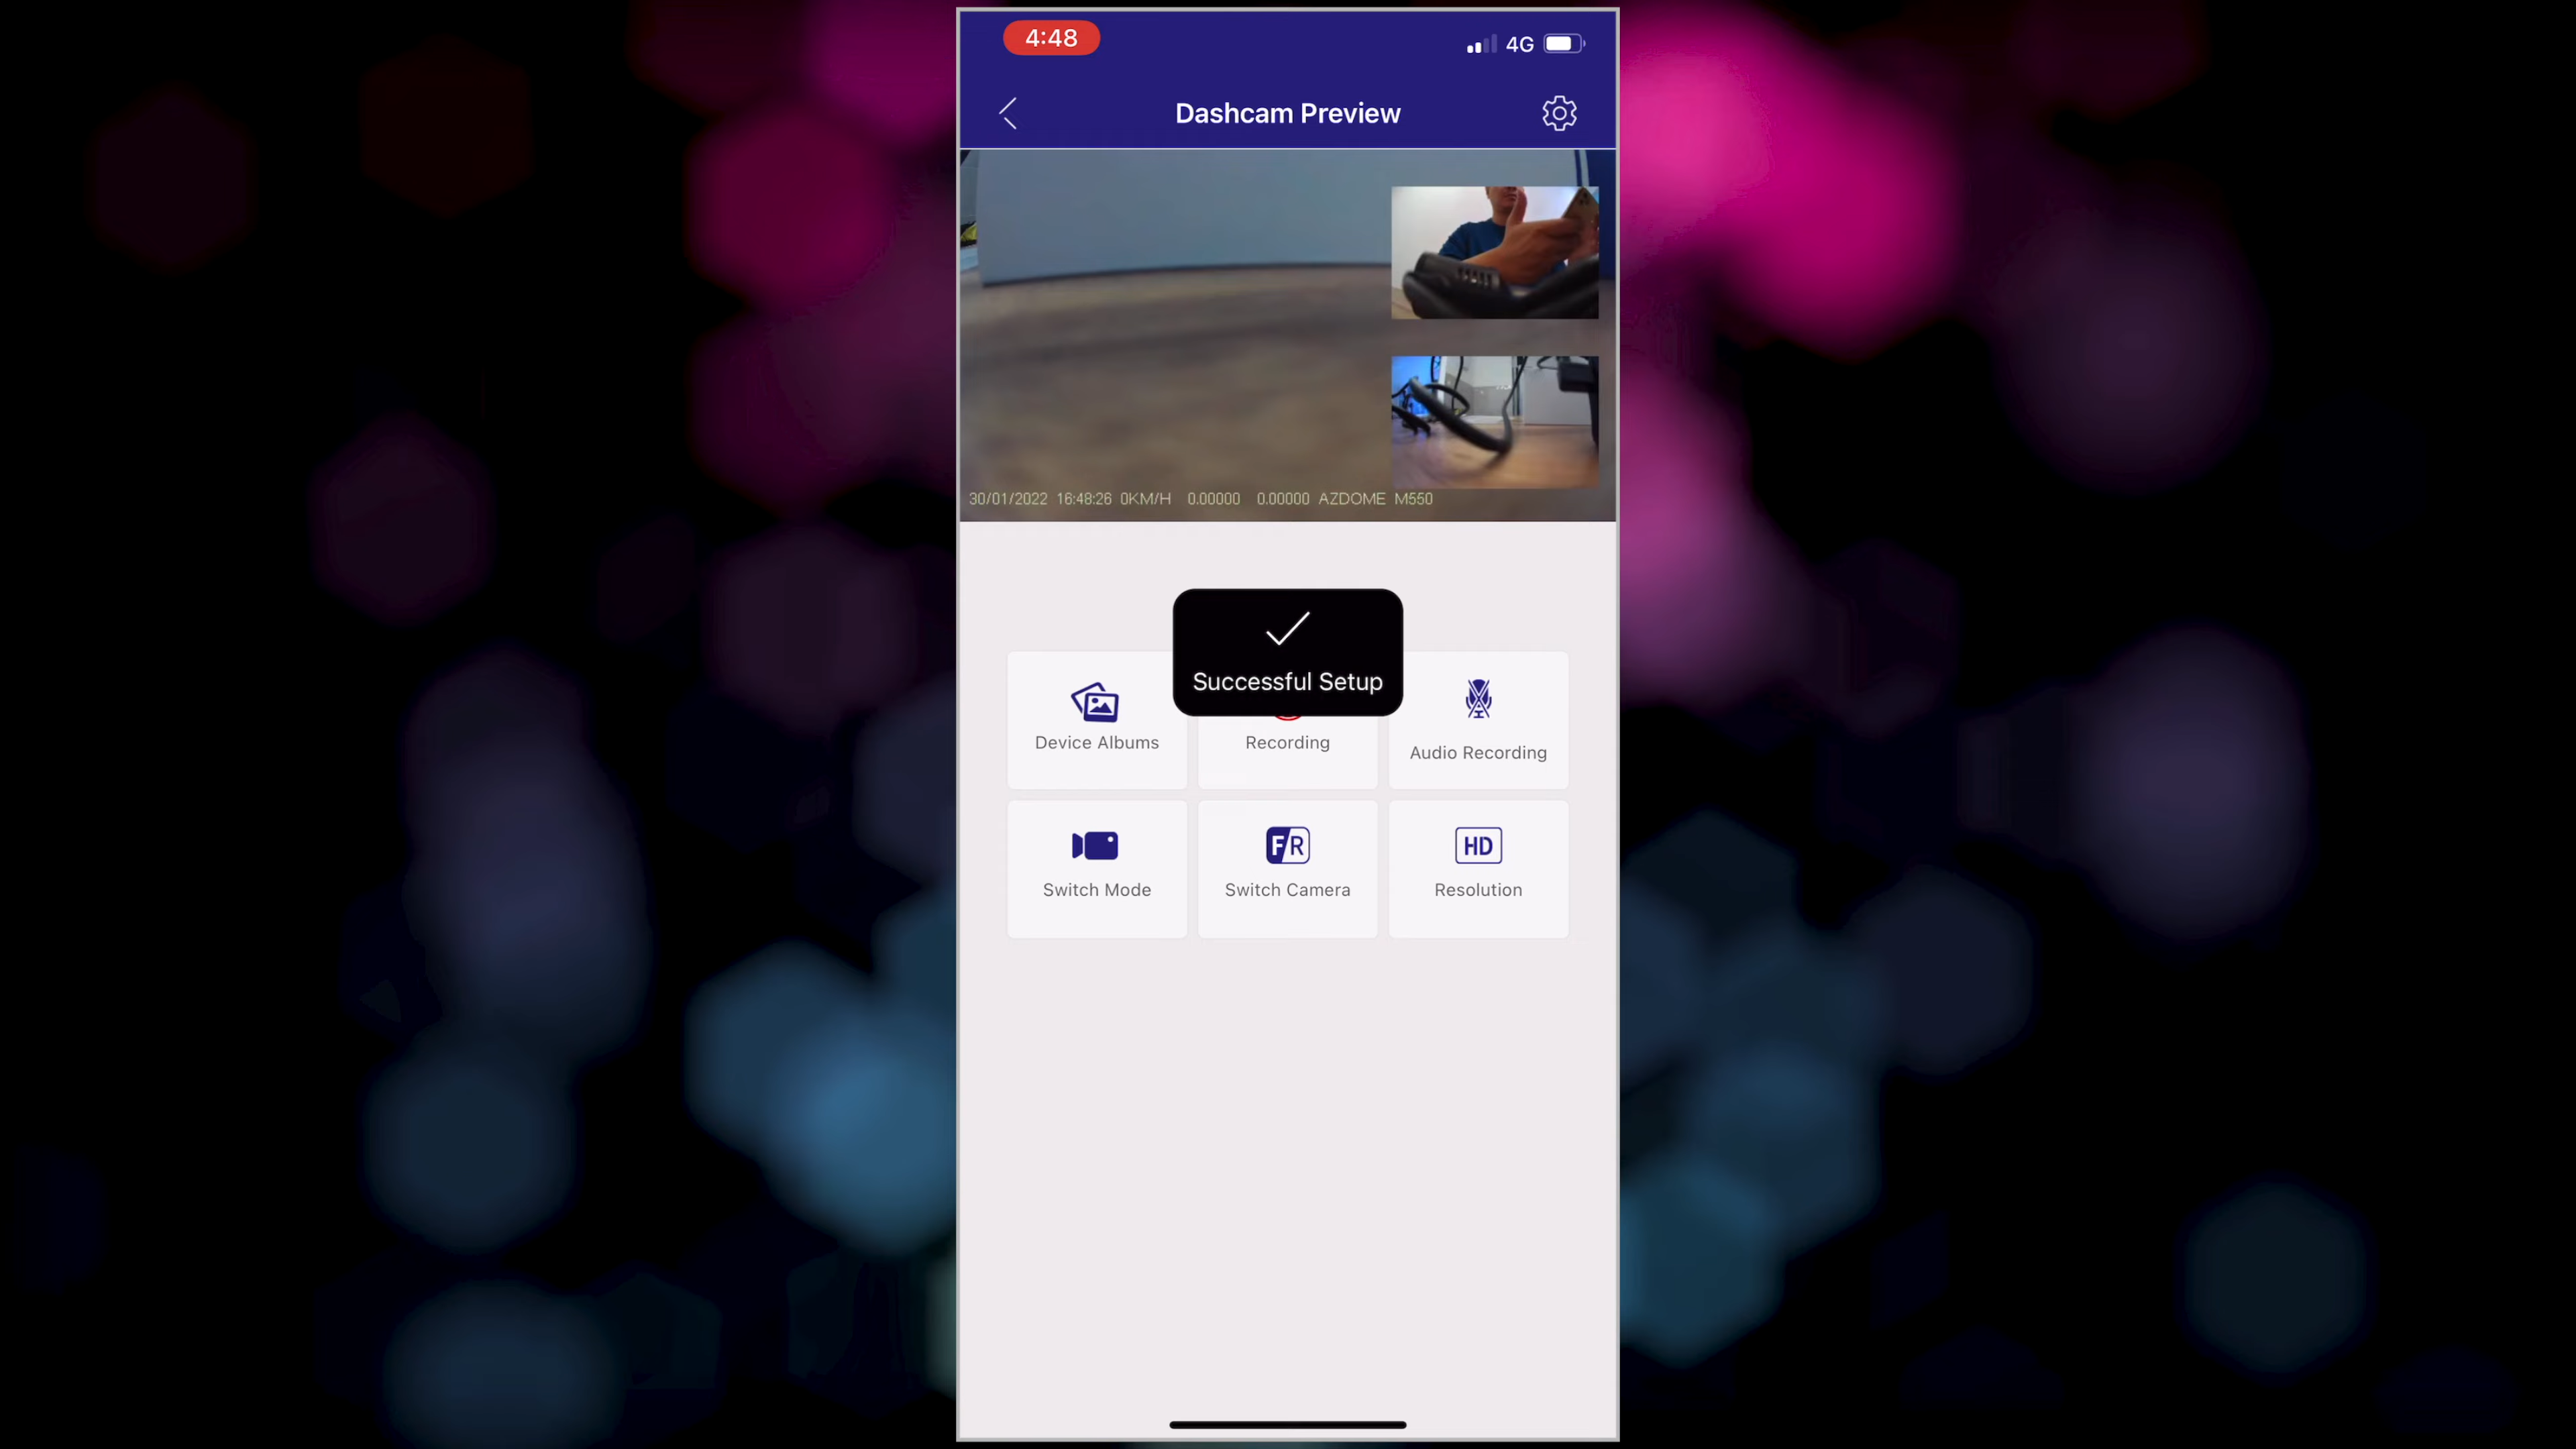 4:48
4G
Dashcam Preview
30/01/2022 16:48:26 0KM/H 0.00000 0.00000 AZDOME M550
Successful Setup
Device Albums
Recording
Audio Recording
F/R
HD
Switch Mode
Switch Camera
Resolution